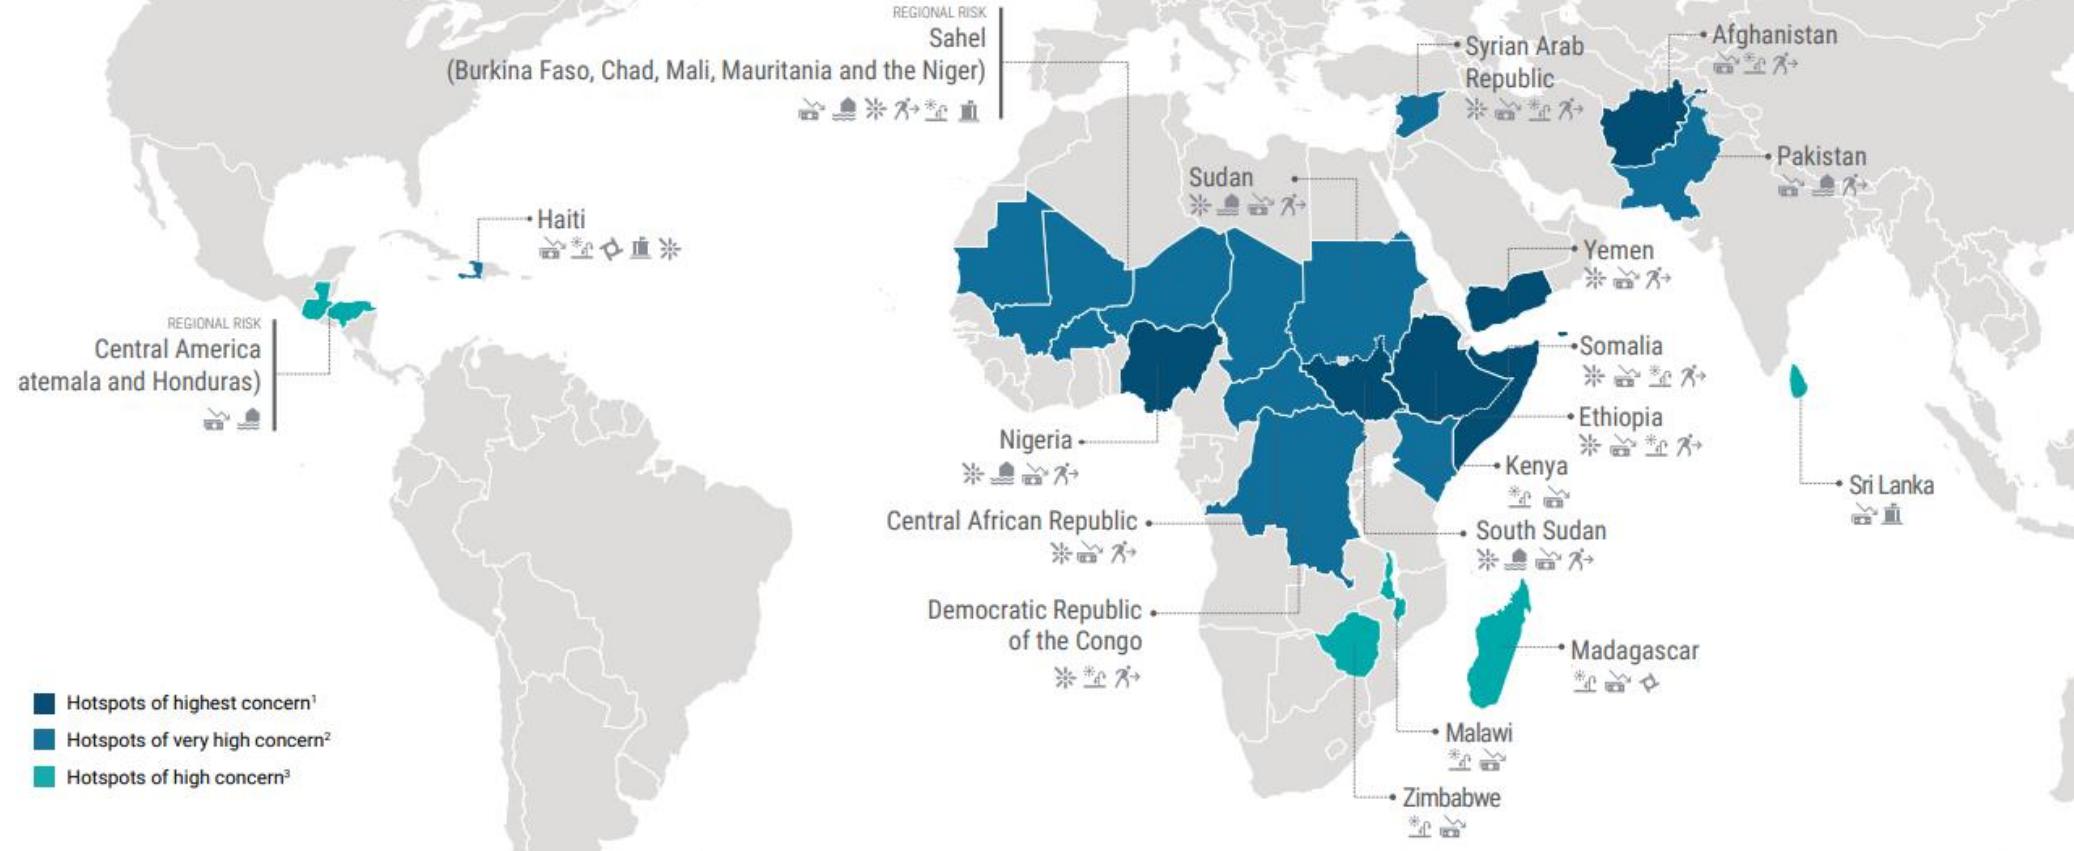 REGIONAL RISK
Sahel
(Burkina Faso, Chad, Mali, Mauritania and the Niger)
Syrian Arab
Republic
Afghanistan
Pakistan
Sudan
Haiti
Yemen
REGIONAL RISK
Central America
atemala and Honduras)
Somalia
Ethiopia
Nigeria
Kenya
Sri Lanka
Central African Republic
South Sudan
Democratic Republic
of the Congo
Madagascar
Malawi
Zimbabwe
Hotspots of highest concern¹
Hotspots of very high concern²
Hotspots of high concern³